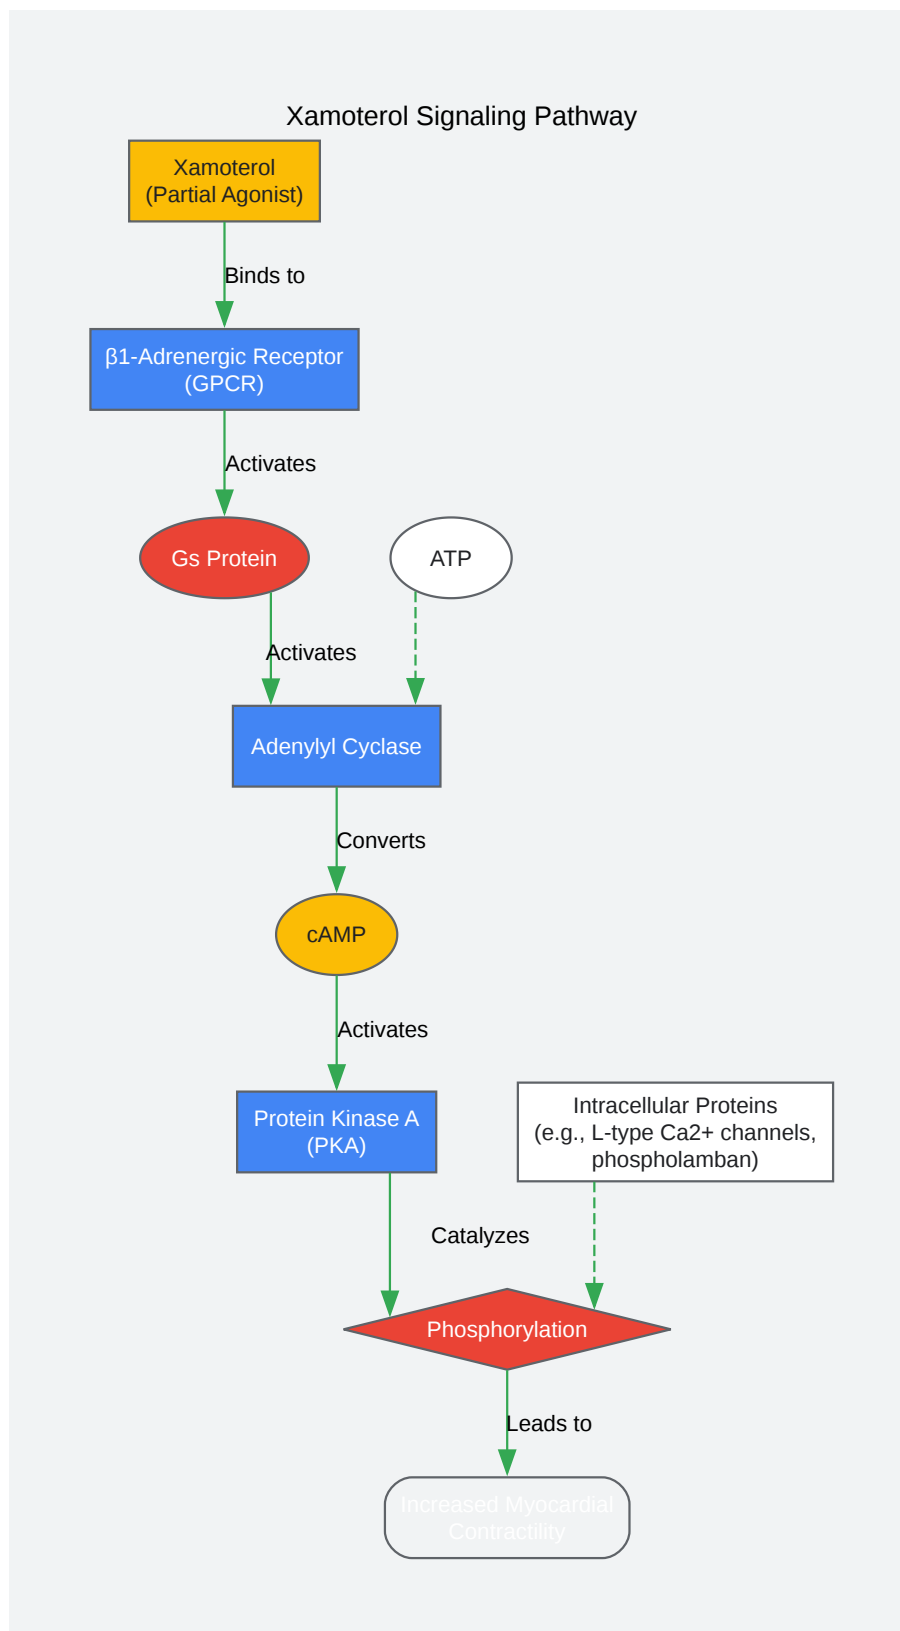 Xamoterol Signaling Pathway
Xamoterol
(Partial Agonist)
Binds to
β1-Adrenergic Receptor
(GPCR)
Activates
Gs Protein
ATP
Activates
Adenylyl Cyclase
Converts
cAMP
Activates
Protein Kinase A
(PKA)
Intracellular Proteins
(e.g., L-type Ca2+ channels,
phospholamban)
Catalyzes
Phosphorylation
Leads to
Increased Myocardial
Contractility